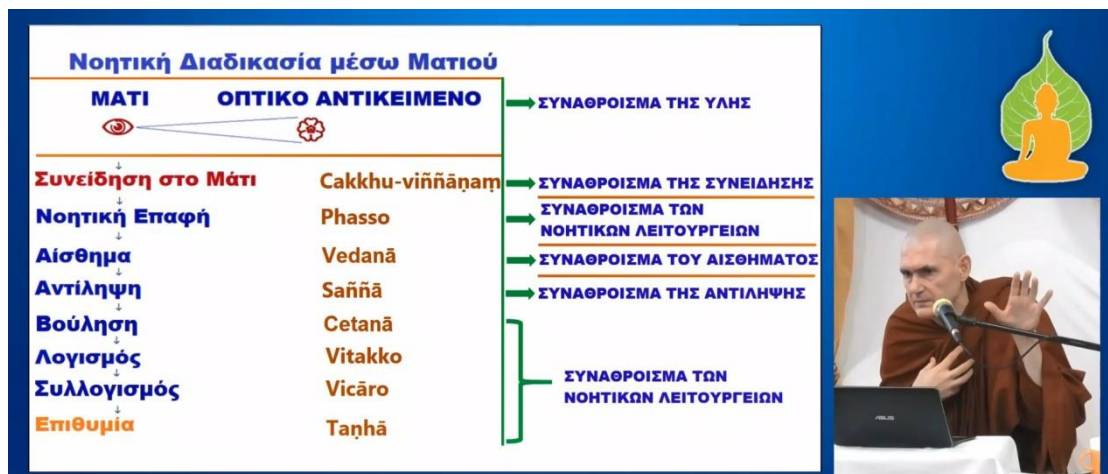 Νοητική Διαδικασία μέσω Ματιού
ΜΑΤΙ ΟΠΤΙΚΟ ΑΝΤΙΚΕΙΜΕΝΟ
ΣΥΝΑΘΡΟΙΣΜΑ ΤΗΣ ΥΛΗΣ
Συνείδηση στο Μάτι Cakkhu-viññāṇaṃ ΣΥΝΑΘΡΟΙΣΜΑ ΤΗΣ ΣΥΝΕΙΔΗΣΗΣ
Νοητική Επαφή Phasso ΣΥΝΑΘΡΟΙΣΜΑ ΤΩΝ
ΝΟΗΤΙΚΩΝ ΛΕΙΤΟΥΡΓΕΙΩΝ
Αίσθημα Vedanā ΣΥΝΑΘΡΟΙΣΜΑ ΤΟΥ ΑΙΣΘΗΜΑΤΟΣ
Αντίληψη Saññā ΣΥΝΑΘΡΟΙΣΜΑ ΤΗΣ ΑΝΤΙΛΗΨΗΣ
Βούληση Cetanā
Λογισμός Vitakko
Συλλογισμός Vicāro
ΣΥΝΑΘΡΟΙΣΜΑ ΤΩΝ
ΝΟΗΤΙΚΩΝ ΛΕΙΤΟΥΡΓΕΙΩΝ
Επιθυμία Taṇhā
ASUS